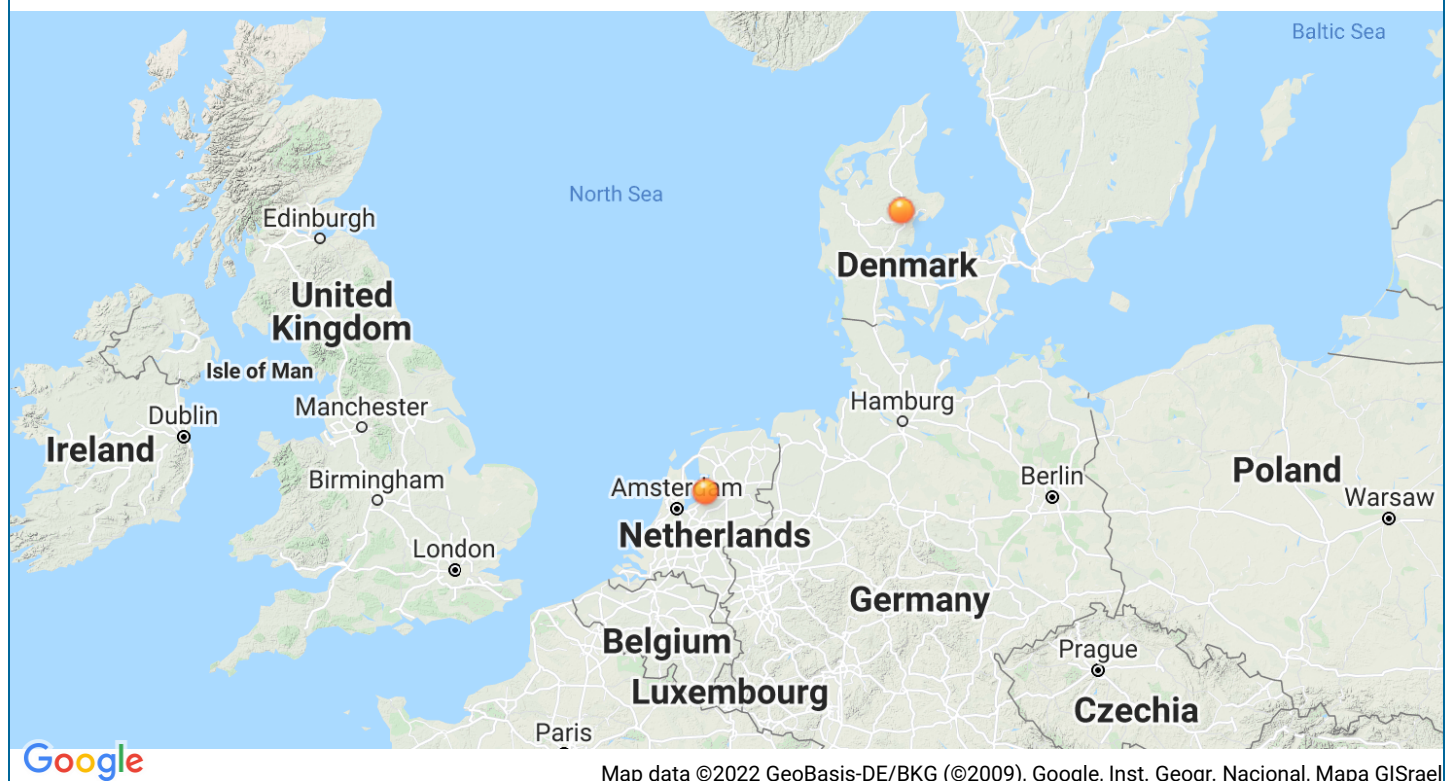 Baltic Sea
North Sea
Edinburgh
Denmark
United
Kingdom
Isle of Man
Hamburg
Manchester
Dublin
Ireland
Birmingham
Amsterdam
Berlin
Poland
Warsaw
Netherlands
London
Germany
Belgium
Prague
Luxembourg
Czechia
Paris
Google
Map data ©2022 GeoBasis-DE/BKG (©2009), Google, Inst. Geogr. Nacional, Mapa GISrael